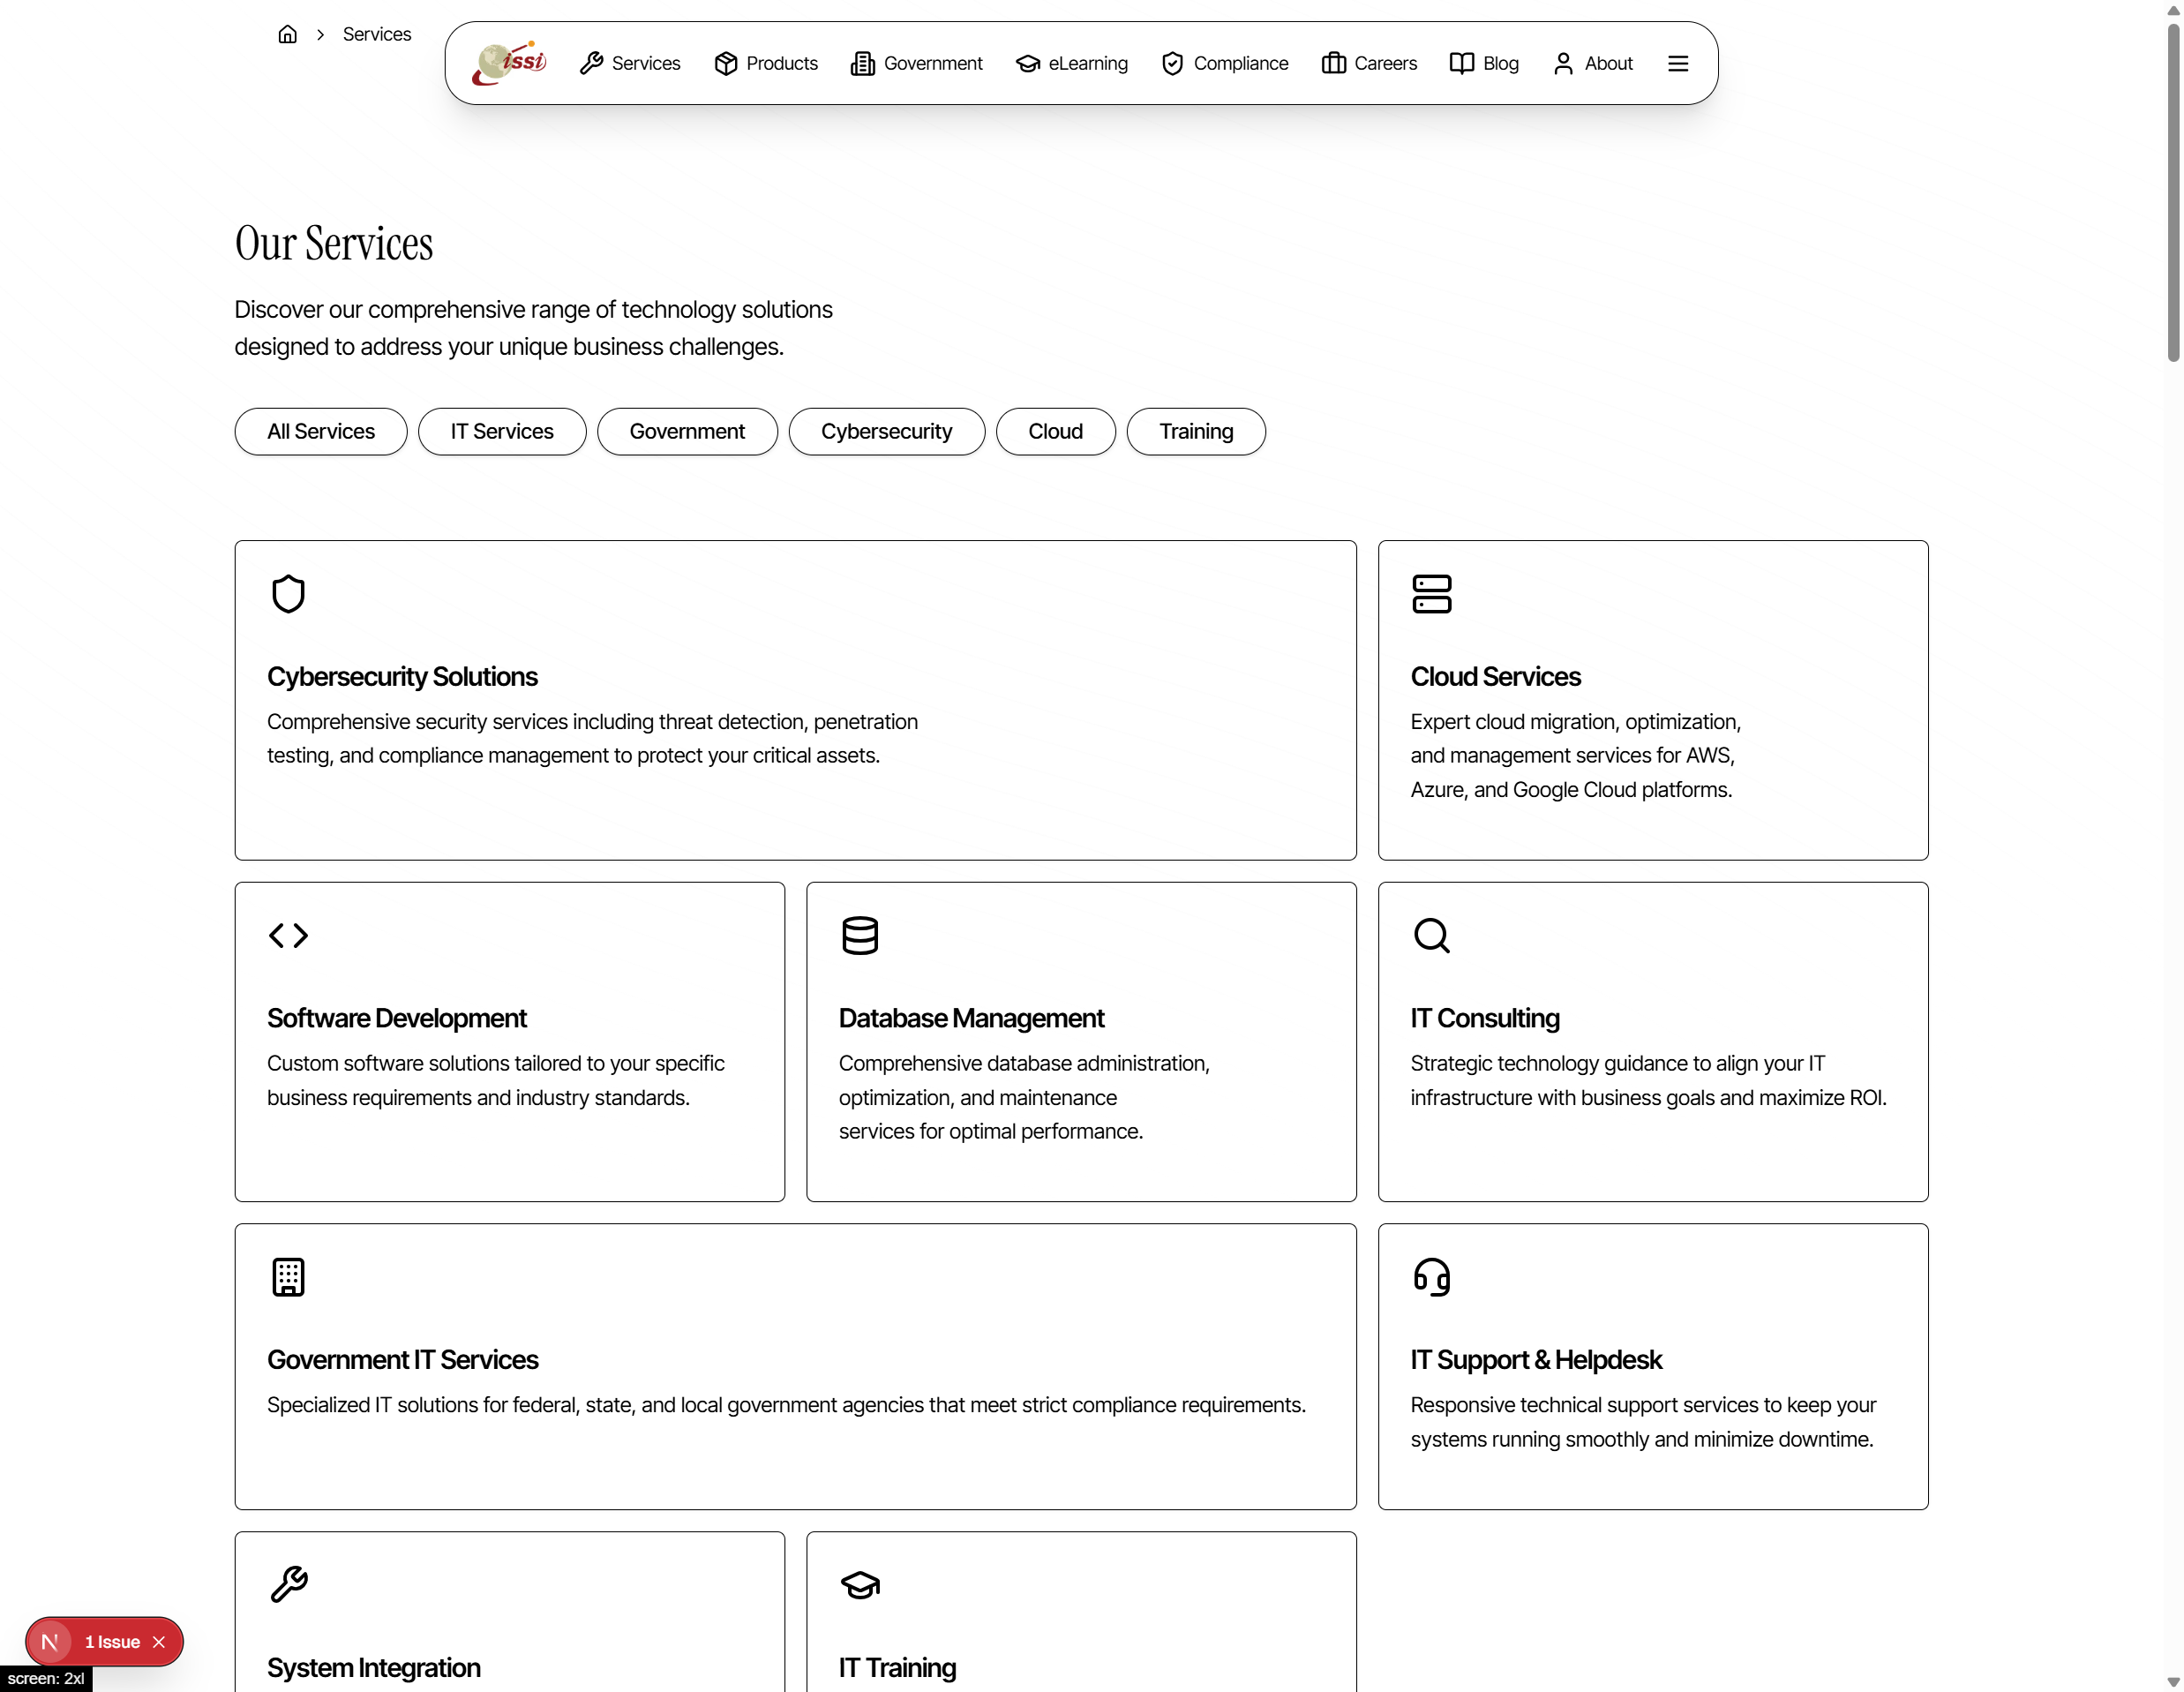 Services
issi
Services
Products
Government
eLearning
Compliance
Careers
Blog
About
Our Services
Discover our comprehensive range of technology solutions
designed to address your unique business challenges.
All Services
IT Services
Government
Cybersecurity
Cloud
Training
Cybersecurity Solutions
Comprehensive security services including threat detection, penetration
testing, and compliance management to protect your critical assets.
Cloud Services
Expert cloud migration, optimization,
and management services for AWS,
Azure, and Google Cloud platforms.
Software Development
Custom software solutions tailored to your specific
business requirements and industry standards.
Database Management
Comprehensive database administration,
optimization, and maintenance
services for optimal performance.
IT Consulting
Strategic technology guidance to align your IT
infrastructure with business goals and maximize ROI.
Government IT Services
Specialized IT solutions for federal, state, and local government agencies that meet strict compliance requirements.
IT Support & Helpdesk
Responsive technical support services to keep your
systems running smoothly and minimize downtime.
System Integration
IT Training
N 1 Issue
screen: 2xl